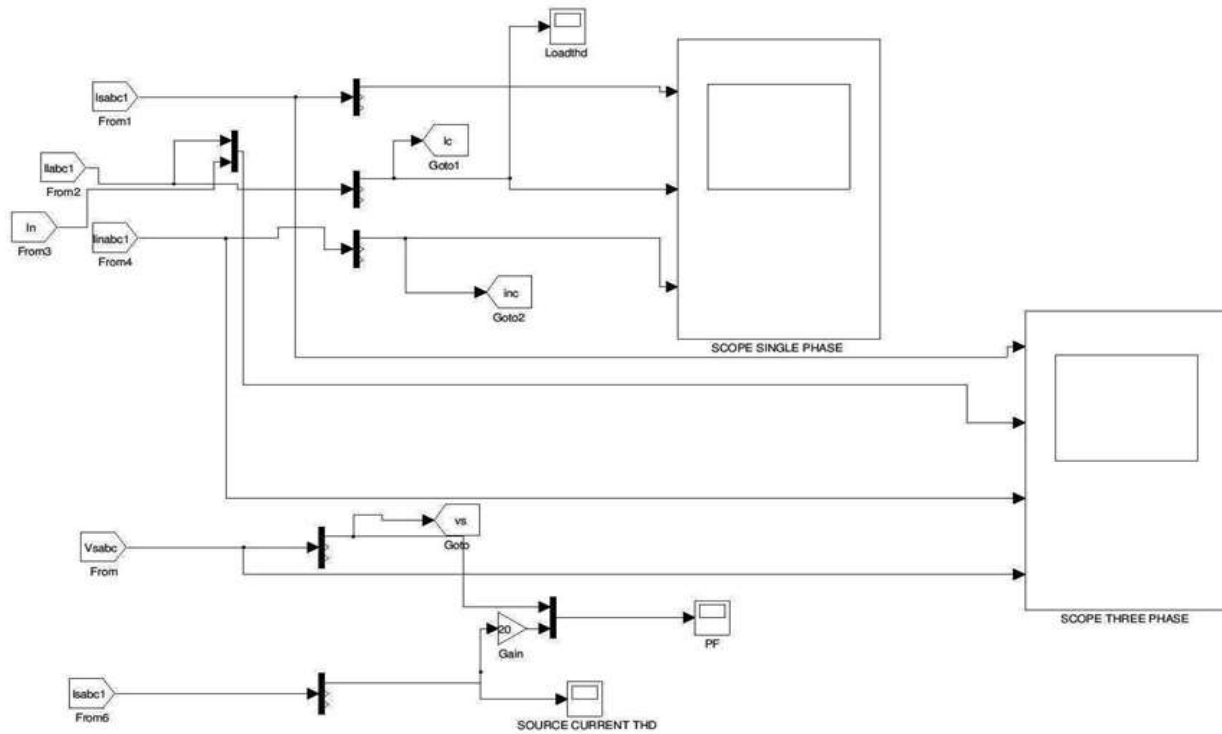 Loadthd
Isabc1
From1
Ic
Goto1
Ilabc1
From2
In
From3
Iinabc1
From4
inc
Goto2
SCOPE SINGLE PHASE
vs
Goto
Vsabc
From
20
Gain
PF
SCOPE THREE PHASE
Isabc1
From6
SOURCE CURRENT THD